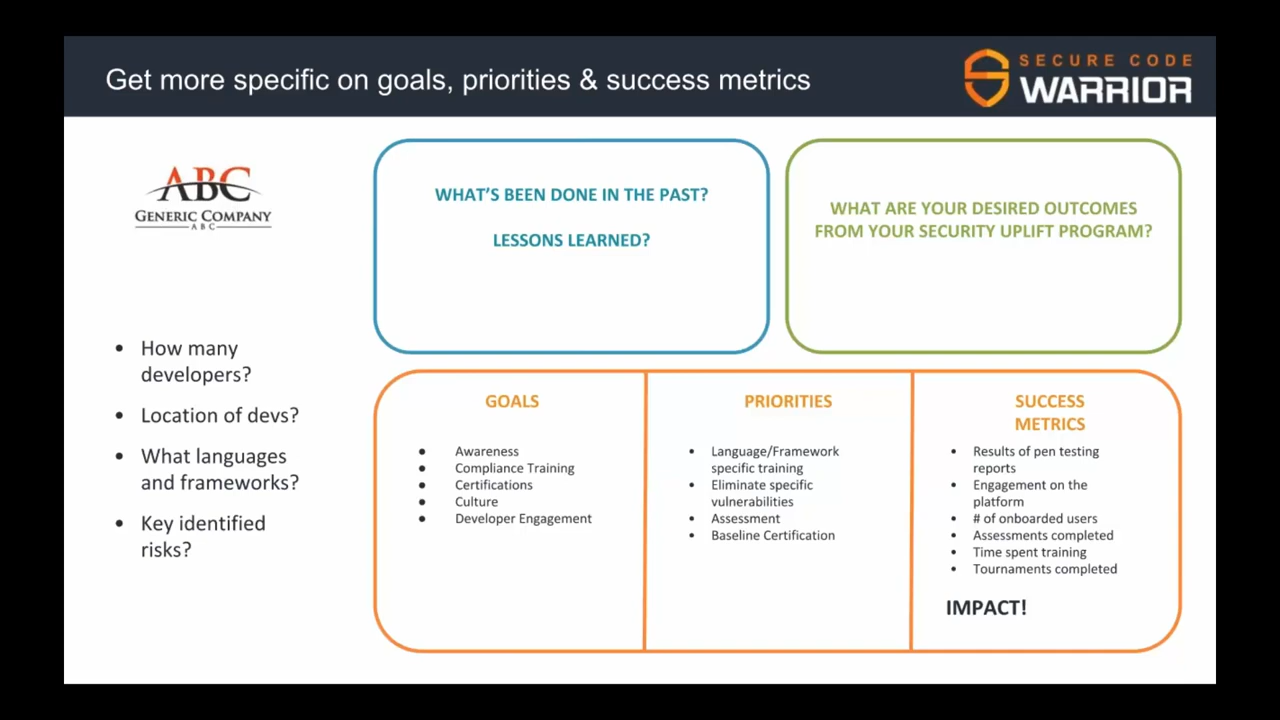 Get more specific on goals, priorities & success metrics
SECURE CODE
WARRIOR
ABC
GENERIC COMPANY
ABC
• How many
developers?
• Location of devs?
• What languages
and frameworks?
• Key identified
risks?
WHAT'S BEEN DONE IN THE PAST?
LESSONS LEARNED?
WHAT ARE YOUR DESIRED OUTCOMES
FROM YOUR SECURITY UPLIFT PROGRAM?
GOALS
• Awareness
• Compliance Training
• Certifications
• Culture
• Developer Engagement
PRIORITIES
• Language/Framework
specific training
• Eliminate specific
vulnerabilities
• Assessment
• Baseline Certification
SUCCESS
METRICS
• Results of pen testing
reports
• Engagement on the
platform
• # of onboarded users
• Assessments completed
• Time spent training
• Tournaments completed
IMPACT!